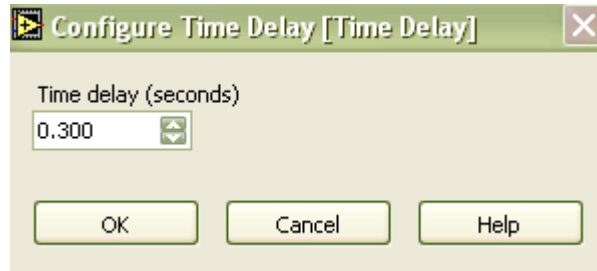 Configure Time Delay [Time Delay]
Time delay (seconds)
0.300
OK Cancel Help